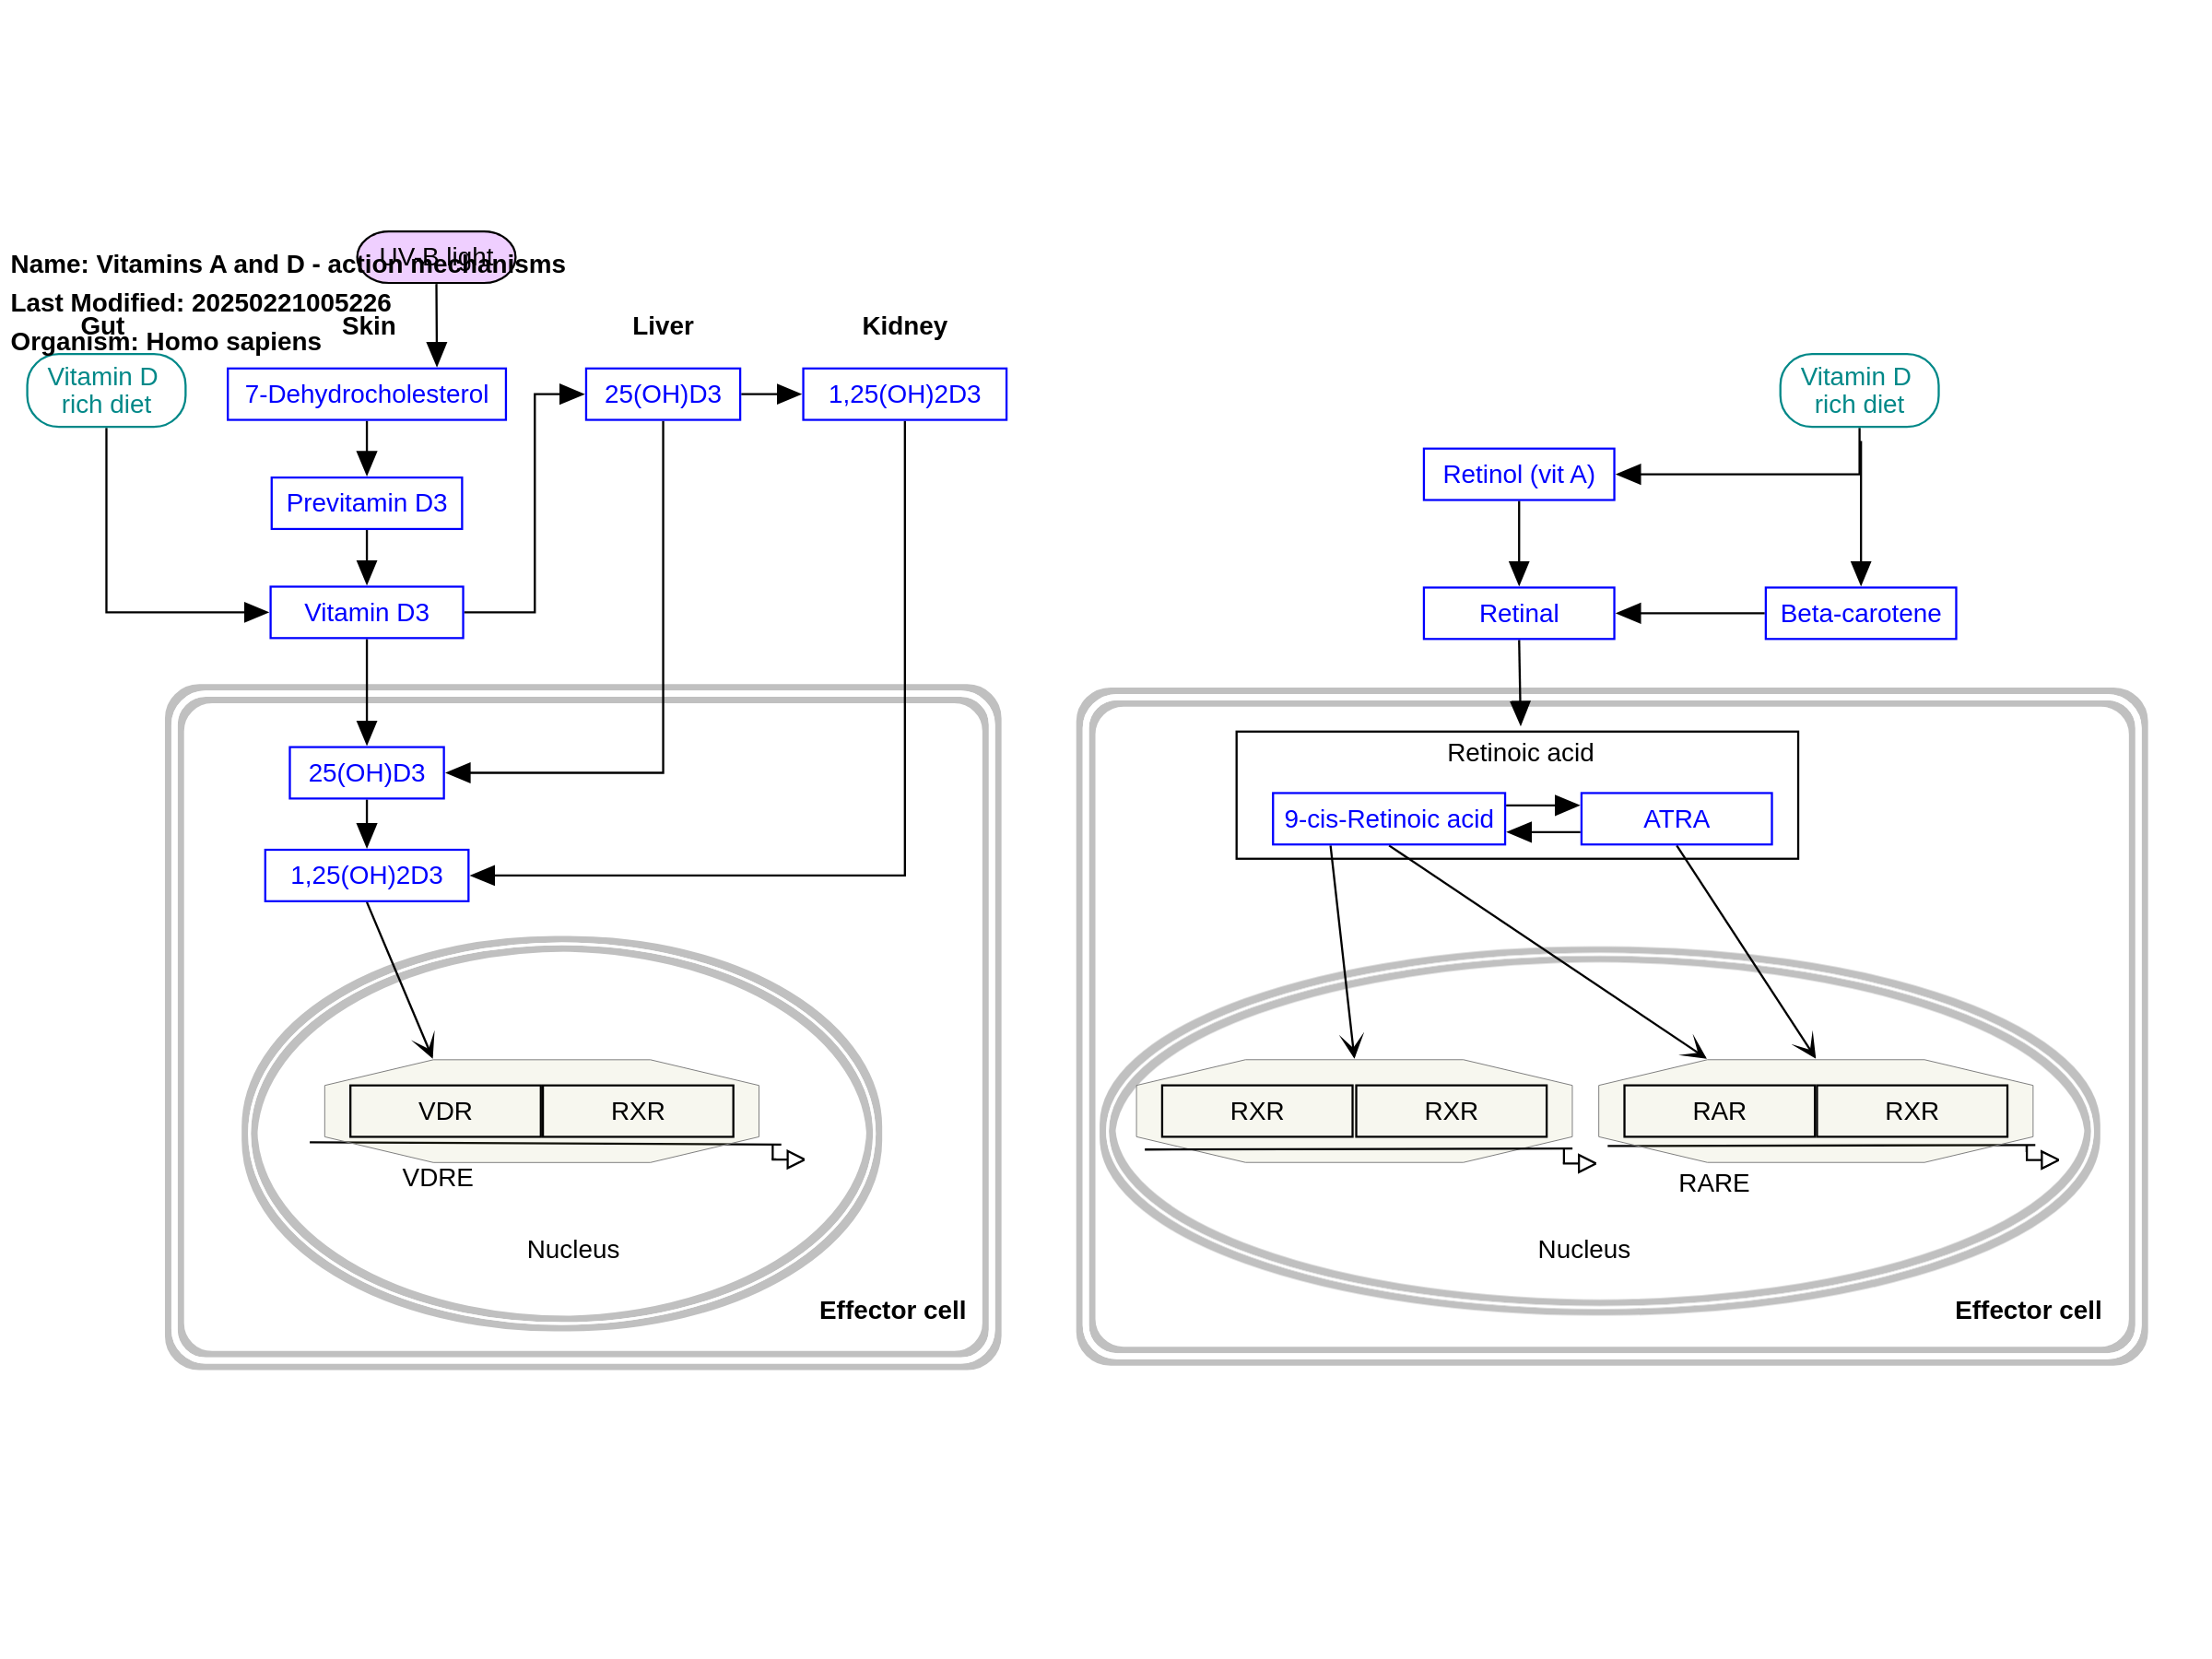 UV-B light
Name: Vitamins A and D - action mechanisms
Last Modified: 20250221005226
Organism: Homo sapiens
Gut
Skin
Liver
Kidney
Vitamin D
rich diet
7-Dehydrocholesterol
25(OH)D3
1,25(OH)2D3
Previtamin D3
Vitamin D3
25(OH)D3
1,25(OH)2D3
VDR
RXR
VDRE
Nucleus
Effector cell
Vitamin D
rich diet
Retinol (vit A)
Retinal
Beta-carotene
Retinoic acid
9-cis-Retinoic acid
ATRA
RXR
RXR
RAR
RXR
RARE
Nucleus
Effector cell